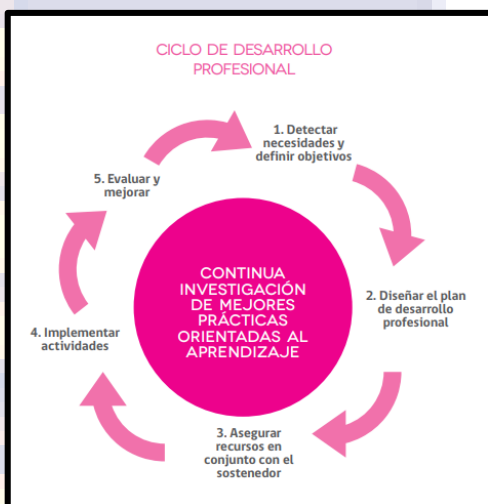 CICLO DE DESARROLLO
PROFESIONAL
1. Detectar
necesidades y
definir objetivos
2. Diseñar el plan
de desarrollo
profesional
3. Asegurar
recursos en
conjunto con el
sostenedor
4. Implementar
actividades
5. Evaluar y
mejorar
CONTINUA
INVESTIGACIÓN
DE MEJORES
PRÁCTICAS
ORIENTADAS AL
APRENDIZAJE